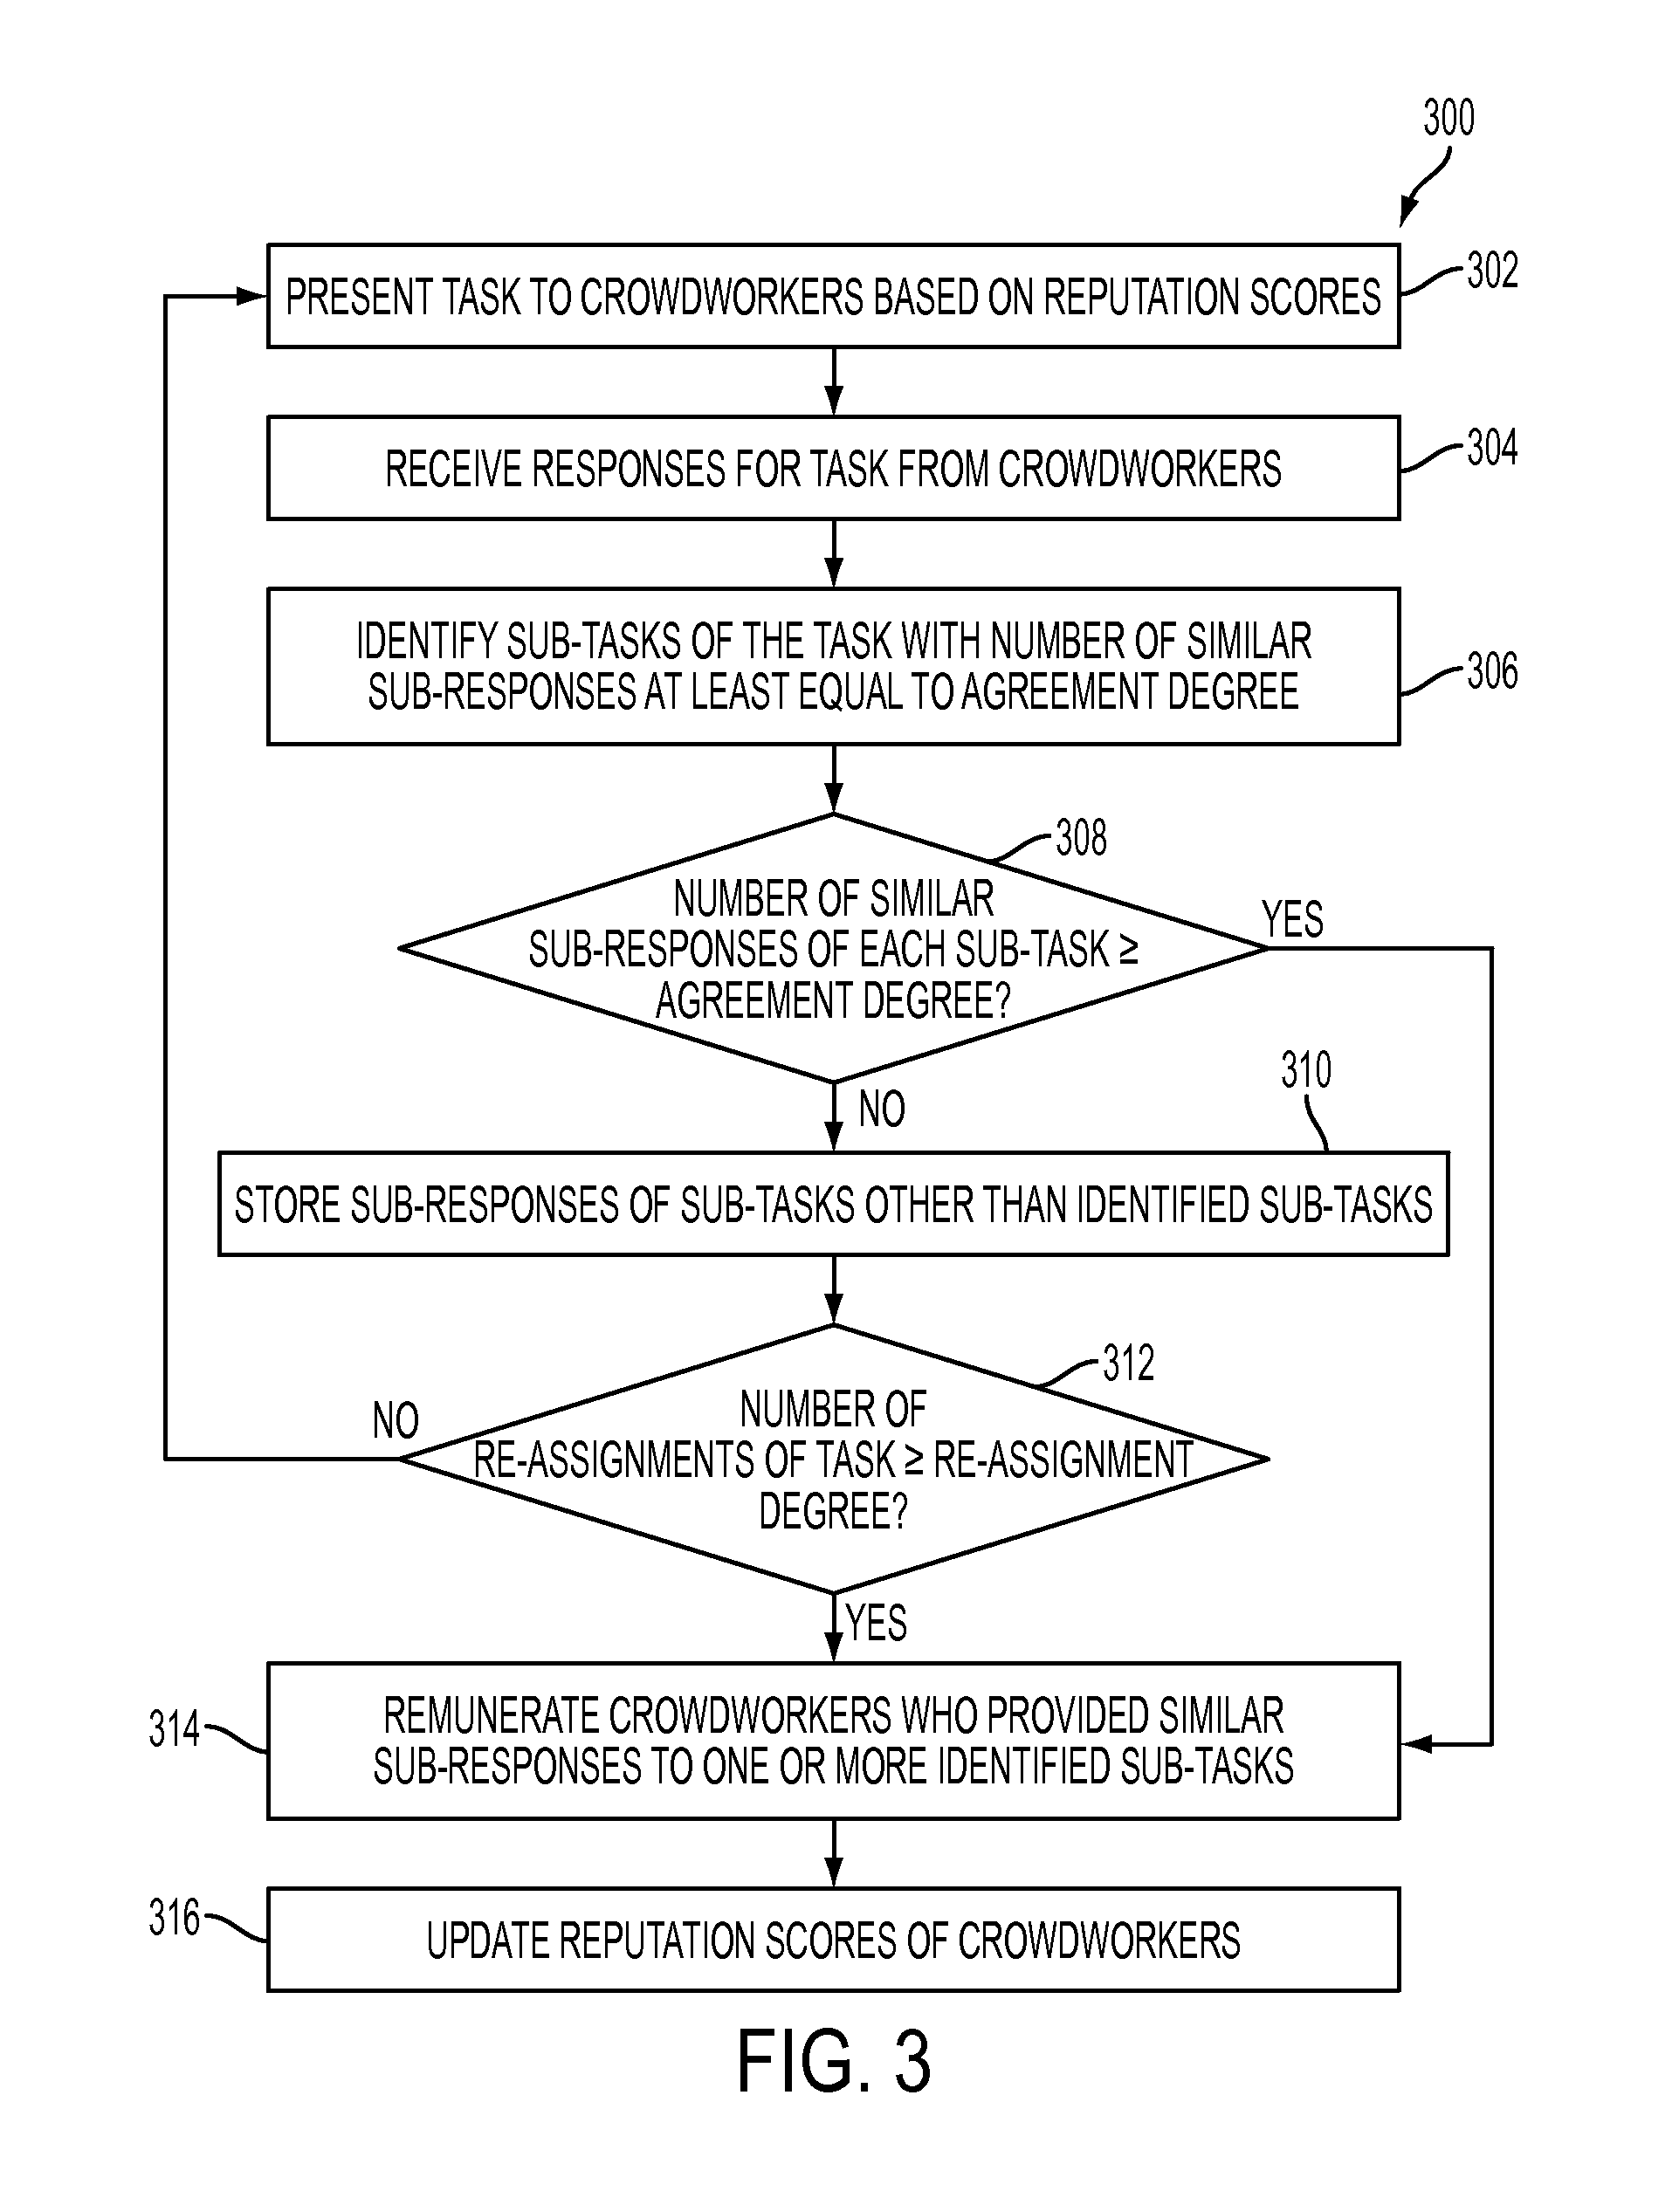 300
PRESENT TASK TO CROWDWORKERS BASED ON REPUTATION SCORES
302
RECEIVE RESPONSES FOR TASK FROM CROWDWORKERS
304
IDENTIFY SUB-TASKS OF THE TASK WITH NUMBER OF SIMILAR
SUB-RESPONSES AT LEAST EQUAL TO AGREEMENT DEGREE
306
308
NUMBER OF SIMILAR
SUB-RESPONSES OF EACH SUB-TASK ≥
AGREEMENT DEGREE?
YES
NO
310
STORE SUB-RESPONSES OF SUB-TASKS OTHER THAN IDENTIFIED SUB-TASKS
312
NUMBER OF
RE-ASSIGNMENTS OF TASK ≥ RE-ASSIGNMENT
DEGREE?
NO
YES
314
REMUNERATE CROWDWORKERS WHO PROVIDED SIMILAR
SUB-RESPONSES TO ONE OR MORE IDENTIFIED SUB-TASKS
316
UPDATE REPUTATION SCORES OF CROWDWORKERS
FIG. 3